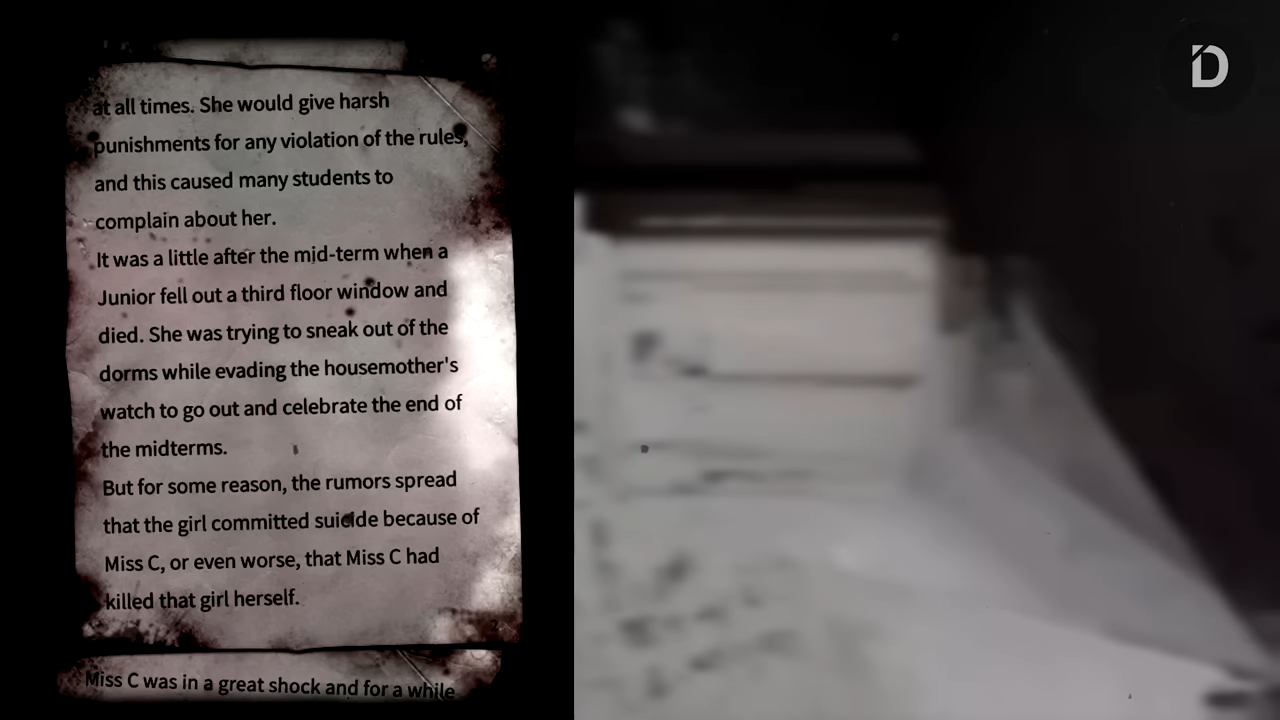 at all times. She would give harsh
punishments for any violation of the rules,
and this caused many students to
complain about her.
It was a little after the mid-term when a
Junior fell out a third floor window and
died. She was trying to sneak out of the
dorms while evading the housemother's
watch to go out and celebrate the end of
the midterms.
But for some reason, the rumors spread
that the girl committed suicide because of
Miss C, or even worse, that Miss C had
killed that girl herself.
Miss C was in a great shock and for a while
D